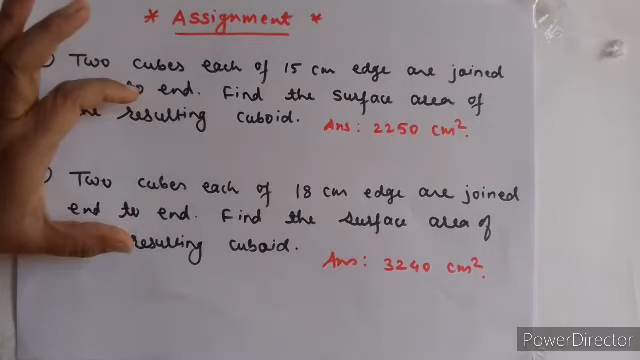 * Assignment *
) Two cubes each of 15 cm edge are joined
to end. Find the surface area of
resulting cuboid. Ans: 2250 cm².
) Two cubes each of 18 cm edge are joined
end to end. Find the surface area of
resulting cuboid.
Ans: 3240 cm².
PowerDirector